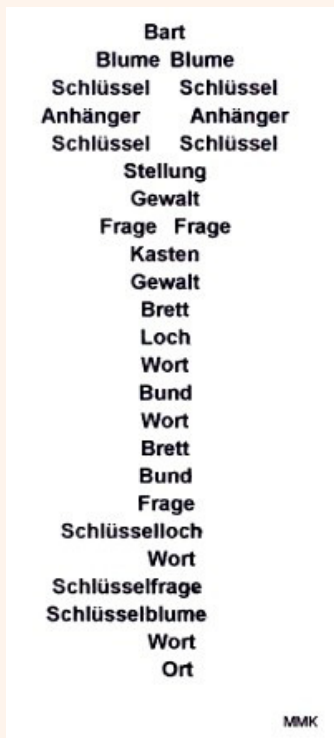 Bart
Blume Blume
Schlüssel Schlüssel
Anhänger Anhänger
Schlüssel Schlüssel
Stellung
Gewalt
Frage Frage
Kasten
Gewalt
Brett
Loch
Wort
Bund
Wort
Brett
Bund
Frage
Schlüsselloch
Wort
Schlüsselfrage
Schlüsselblume
Wort
Ort
MMK